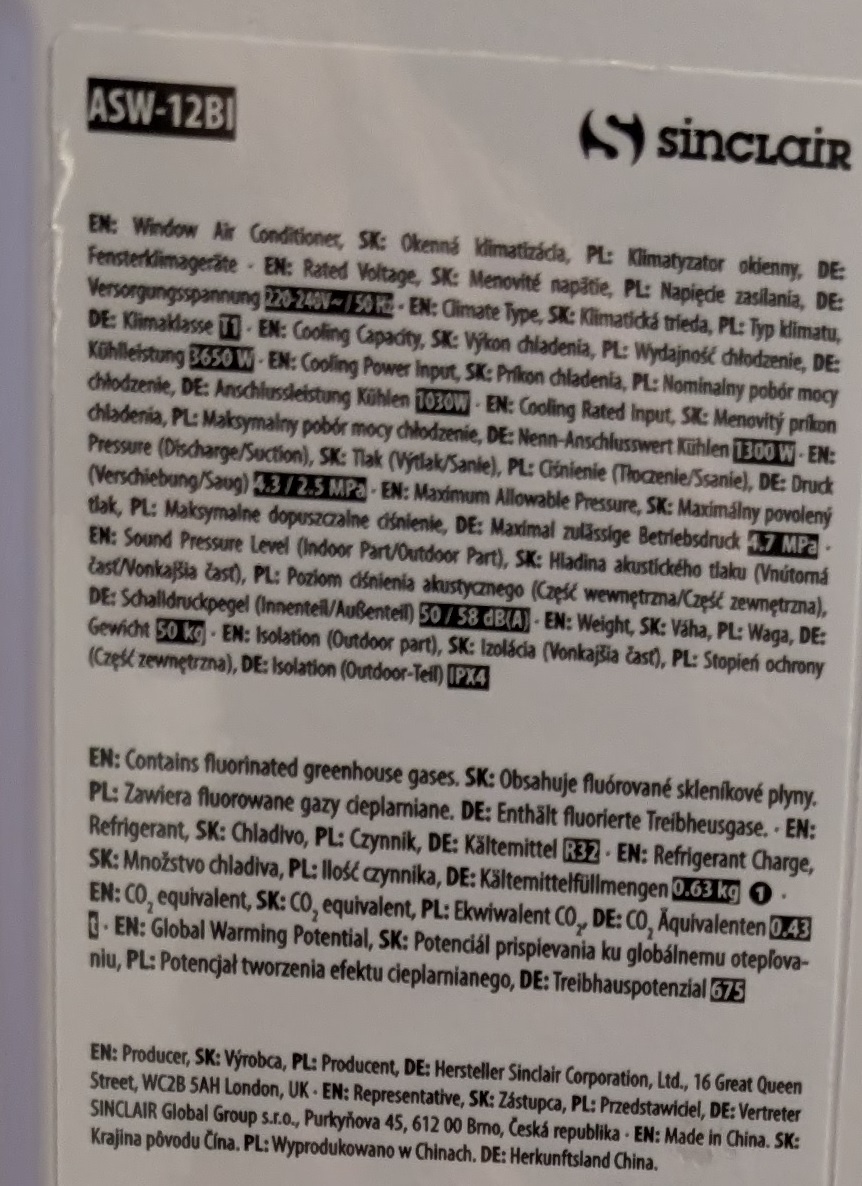 ASW-12BI
sinclair
EN: Window Air Conditioner, SK: Okenná klimatizácia, PL: Klimatyzator okienny, DE:
Fensterklimageräte · EN: Rated Voltage, SK: Menovité napätie, PL: Napięcie zasilania, DE:
Versorgungsspannung 220-240V~ / 50 Hz · EN: Climate Type, SK: Klimatická trieda, PL: Typ klimatu,
DE: Klimaklasse T1 · EN: Cooling Capacity, SK: Výkon chladenia, PL: Wydajność chłodzenie, DE:
Kühlleistung 3650 W · EN: Cooling Power Input, SK: Príkon chladenia, PL: Nominalny pobór mocy
chłodzenie, DE: Anschlussleistung Kühlen 1030W · EN: Cooling Rated Input, SK: Menovitý príkon
chladenia, PL: Maksymalny pobór mocy chłodzenie, DE: Nenn-Anschlusswert Kühlen 1300 W · EN:
Pressure (Discharge/Suction), SK: Tlak (Výtlak/Sanie), PL: Ciśnienie (Tłoczenie/Ssanie), DE: Druck
(Verschiebung/Saug) 4.3 / 2.5 MPa · EN: Maximum Allowable Pressure, SK: Maximálny povolený
tlak, PL: Maksymalne dopuszczalne ciśnienie, DE: Maximal zulässige Betriebsdruck 4.7 MPa ·
EN: Sound Pressure Level (Indoor Part/Outdoor Part), SK: Hladina akustického tlaku (Vnútorná
časť/Vonkajšia časť), PL: Poziom ciśnienia akustycznego (Część wewnętrzna/Część zewnętrzna),
DE: Schalldruckpegel (Innenteil/Außenteil) 50 / 58 dB(A) · EN: Weight, SK: Váha, PL: Waga, DE:
Gewicht 50 kg · EN: Isolation (Outdoor part), SK: Izolácia (Vonkajšia časť), PL: Stopień ochrony
(Część zewnętrzna), DE: Isolation (Outdoor-Teil) IPX4
EN: Contains fluorinated greenhouse gases. SK: Obsahuje fluórované skleníkové plyny.
PL: Zawiera fluorowane gazy cieplarniane. DE: Enthält fluorierte Treibheusgase. · EN:
Refrigerant, SK: Chladivo, PL: Czynnik, DE: Kältemittel R32 · EN: Refrigerant Charge,
SK: Množstvo chladiva, PL: Ilość czynnika, DE: Kältemittelfüllmengen 0.63 kg 1 ·
EN: CO₂ equivalent, SK: CO₂ equivalent, PL: Ekwiwalent CO₂, DE: CO₂ Äquivalenten 0.43
t · EN: Global Warming Potential, SK: Potenciál prispievania ku globálnemu otepľova-
niu, PL: Potencjał tworzenia efektu cieplarnianego, DE: Treibhauspotenzial 675
EN: Producer, SK: Výrobca, PL: Producent, DE: Hersteller Sinclair Corporation, Ltd., 16 Great Queen
Street, WC2B 5AH London, UK · EN: Representative, SK: Zástupca, PL: Przedstawiciel, DE: Vertreter
SINCLAIR Global Group s.r.o., Purkyňova 45, 612 00 Brno, Česká republika · EN: Made in China. SK:
Krajina pôvodu Čína. PL: Wyprodukowano w Chinach. DE: Herkunftsland China.